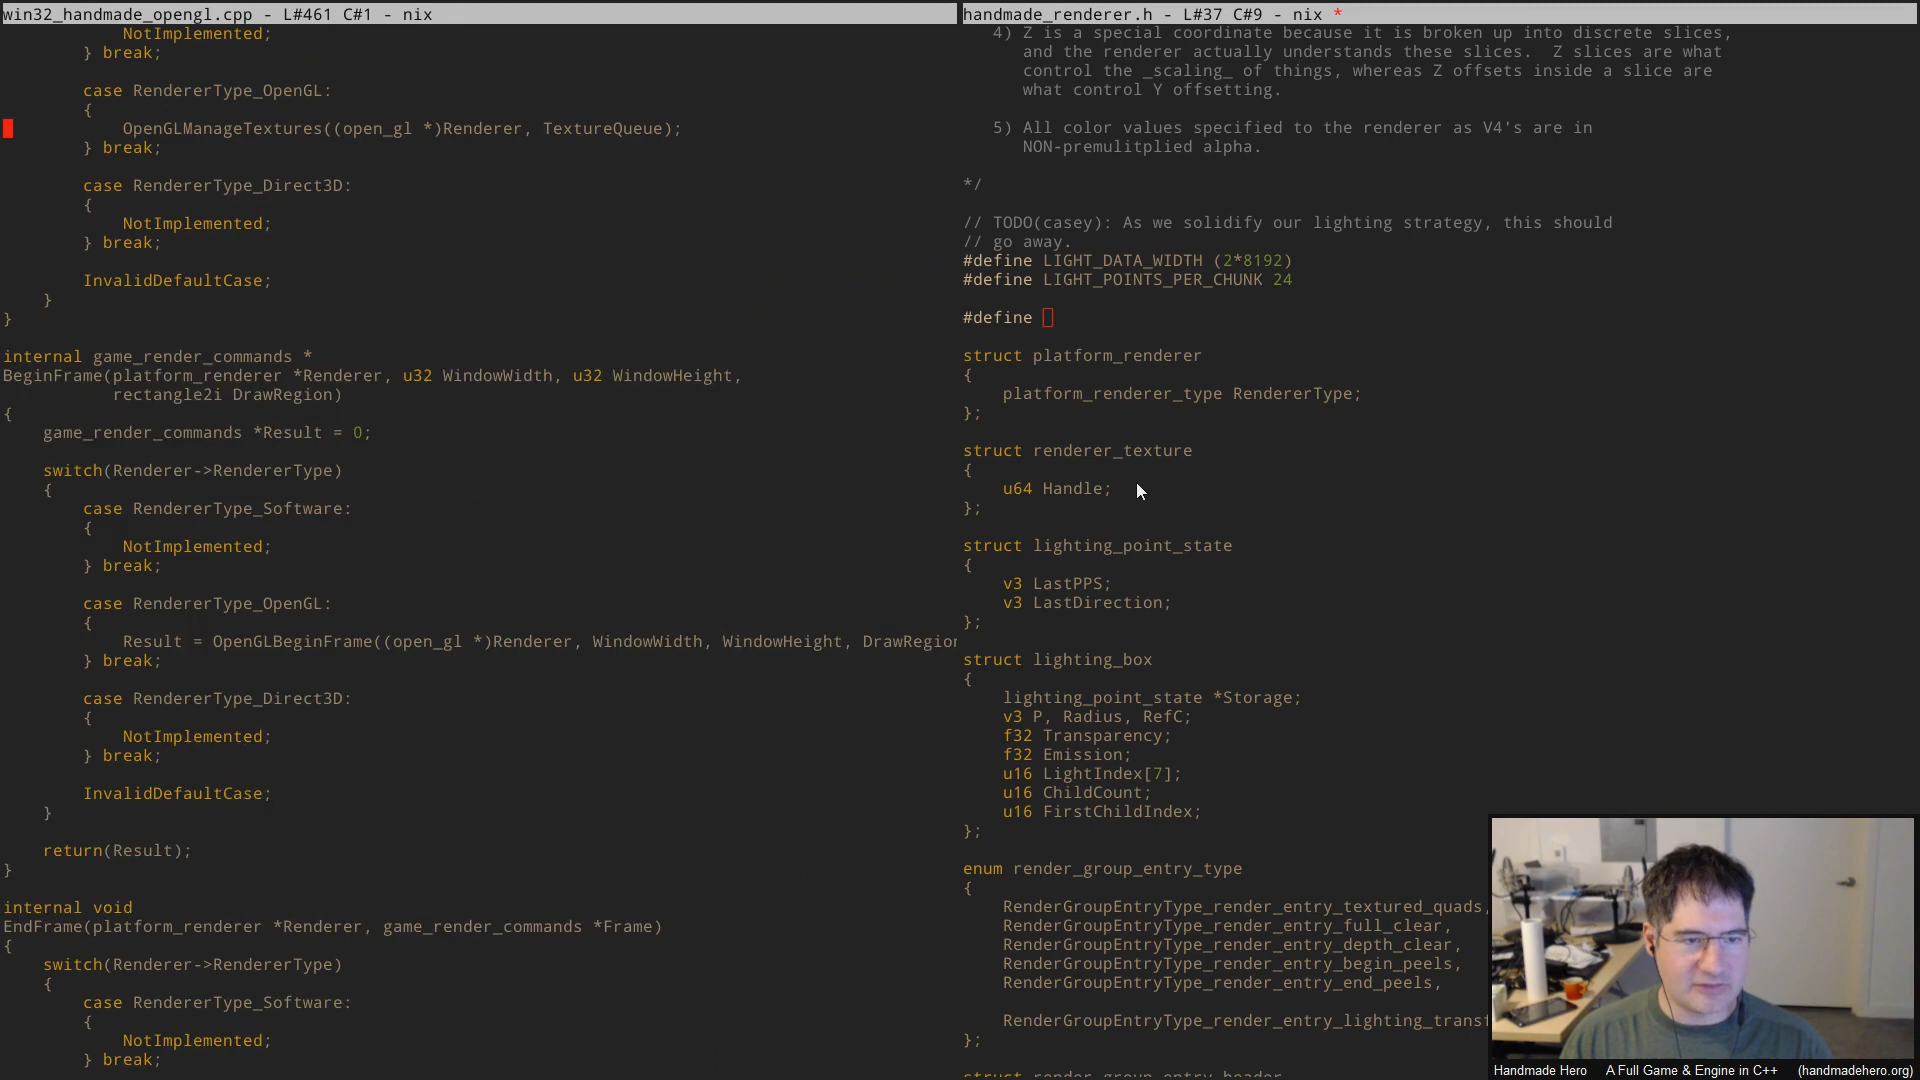 win32_handmade_opengl.cpp - L#461 C#1 - nix
NotImplemented;
} break;
case RendererType_OpenGL:
{
OpenGLManageTextures((open_gl *)Renderer, TextureQueue);
} break;
case RendererType_Direct3D:
{
NotImplemented;
} break;
InvalidDefaultCase;
}
}
internal game_render_commands *
BeginFrame(platform_renderer *Renderer, u32 WindowWidth, u32 WindowHeight,
rectangle2i DrawRegion)
{
game_render_commands *Result = 0;
switch(Renderer->RendererType)
{
case RendererType_Software:
{
NotImplemented;
} break;
case RendererType_OpenGL:
{
Result = OpenGLBeginFrame((open_gl *)Renderer, WindowWidth, WindowHeight, DrawRegion
} break;
case RendererType_Direct3D:
{
NotImplemented;
} break;
InvalidDefaultCase;
}
return(Result);
}
internal void
EndFrame(platform_renderer *Renderer, game_render_commands *Frame)
{
switch(Renderer->RendererType)
{
case RendererType_Software:
{
NotImplemented;
} break;
handmade_renderer.h - L#37 C#9 - nix *
4) Z is a special coordinate because it is broken up into discrete slices,
and the renderer actually understands these slices.  Z slices are what
control the _scaling_ of things, whereas Z offsets inside a slice are
what control Y offsetting.
5) All color values specified to the renderer as V4's are in
NON-premulitplied alpha.
*/
// TODO(casey): As we solidify our lighting strategy, this should
// go away.
#define LIGHT_DATA_WIDTH (2*8192)
#define LIGHT_POINTS_PER_CHUNK 24
#define
struct platform_renderer
{
platform_renderer_type RendererType;
};
struct renderer_texture
{
u64 Handle;
};
struct lighting_point_state
{
v3 LastPPS;
v3 LastDirection;
};
struct lighting_box
{
lighting_point_state *Storage;
v3 P, Radius, RefC;
f32 Transparency;
f32 Emission;
u16 LightIndex[7];
u16 ChildCount;
u16 FirstChildIndex;
};
enum render_group_entry_type
{
RenderGroupEntryType_render_entry_textured_quads,
RenderGroupEntryType_render_entry_full_clear,
RenderGroupEntryType_render_entry_depth_clear,
RenderGroupEntryType_render_entry_begin_peels,
RenderGroupEntryType_render_entry_end_peels,
RenderGroupEntryType_render_entry_lighting_transf
};
struct render_group_entry_header
Handmade Hero A Full Game & Engine in C++ (handmadehero.org)